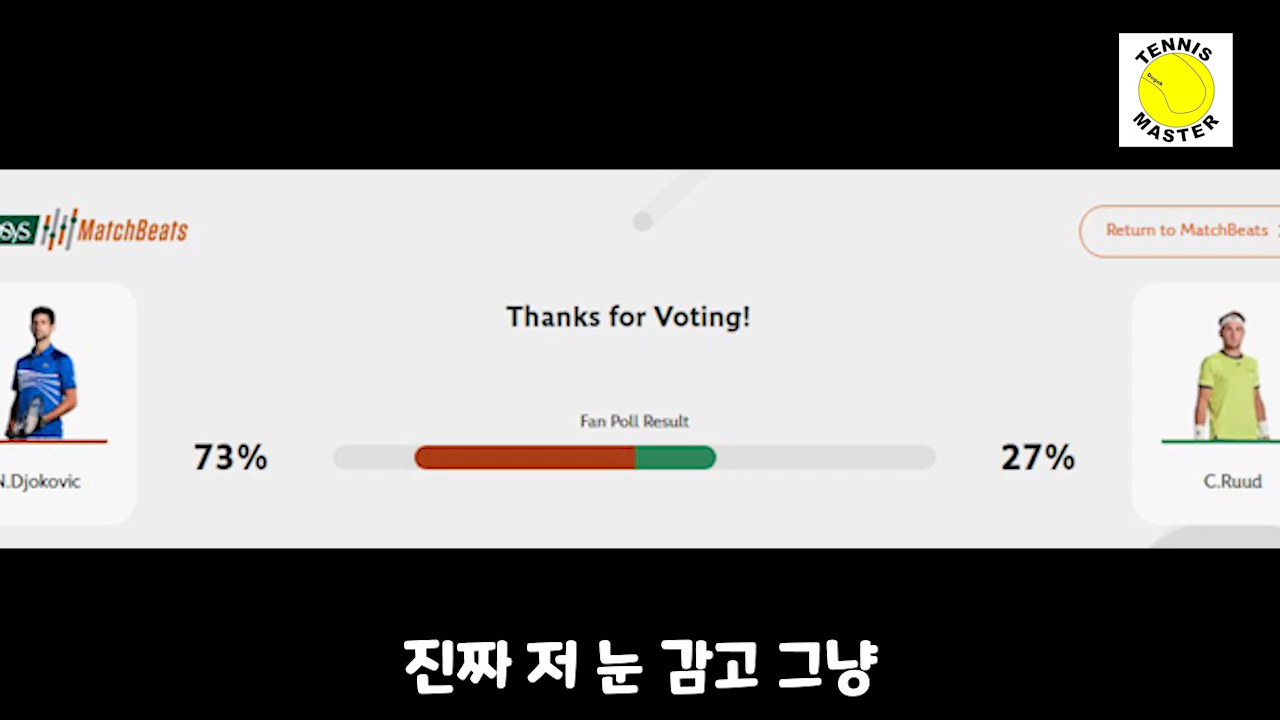 TENNIS
Dogok
MASTER
MatchBeats
Return to MatchBeats
Thanks for Voting!
Fan Poll Result
73%
27%
N.Djokovic
C.Ruud
진짜 저 눈 감고 그냥